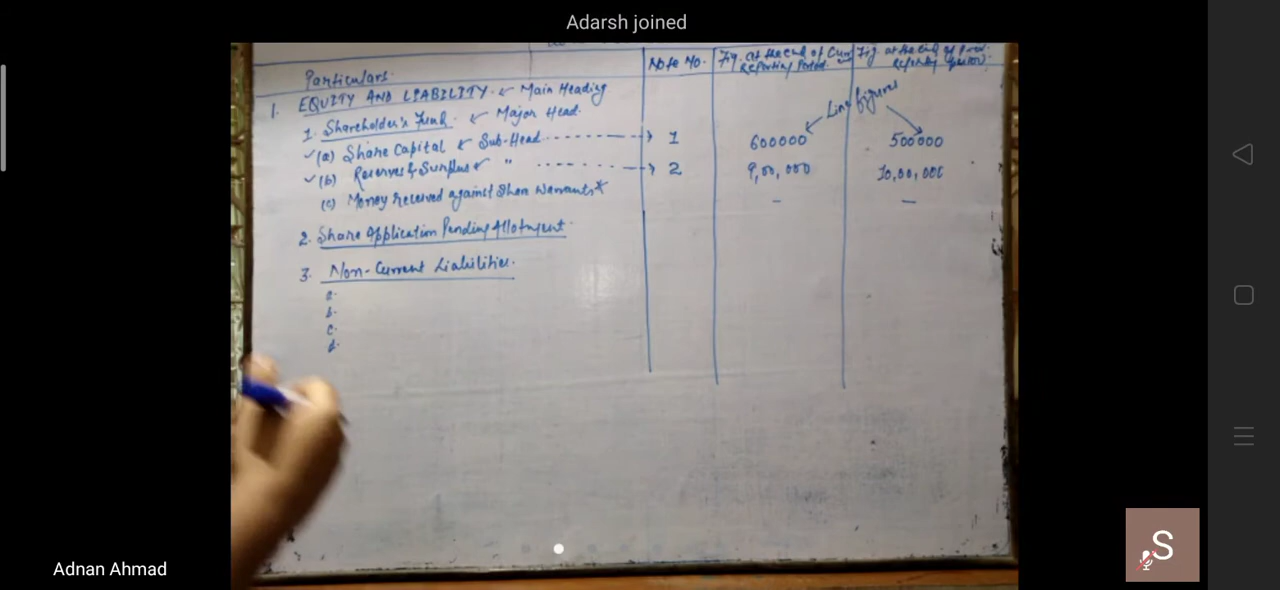 Adarsh joined
Particulars.
Note No.
Fig. at the end of Curr Reporting Period.
Fig. at the end of Prev. Reporting
1. EQUITY AND LIABILITY. ← Main Heading
1. Shareholder's Fund. ← Major Head.
Line figures
(a) Share Capital ← Sub-Head 1 600000 500000
(b) Reserves & Surplus ← " 2 9,00,000 10,00,000
(c) Money received against Share Warrants* - -
2. Share Application Pending Allotment.
3. Non-Current Liabilities.
a.
b.
c.
d.
Adnan Ahmad
S